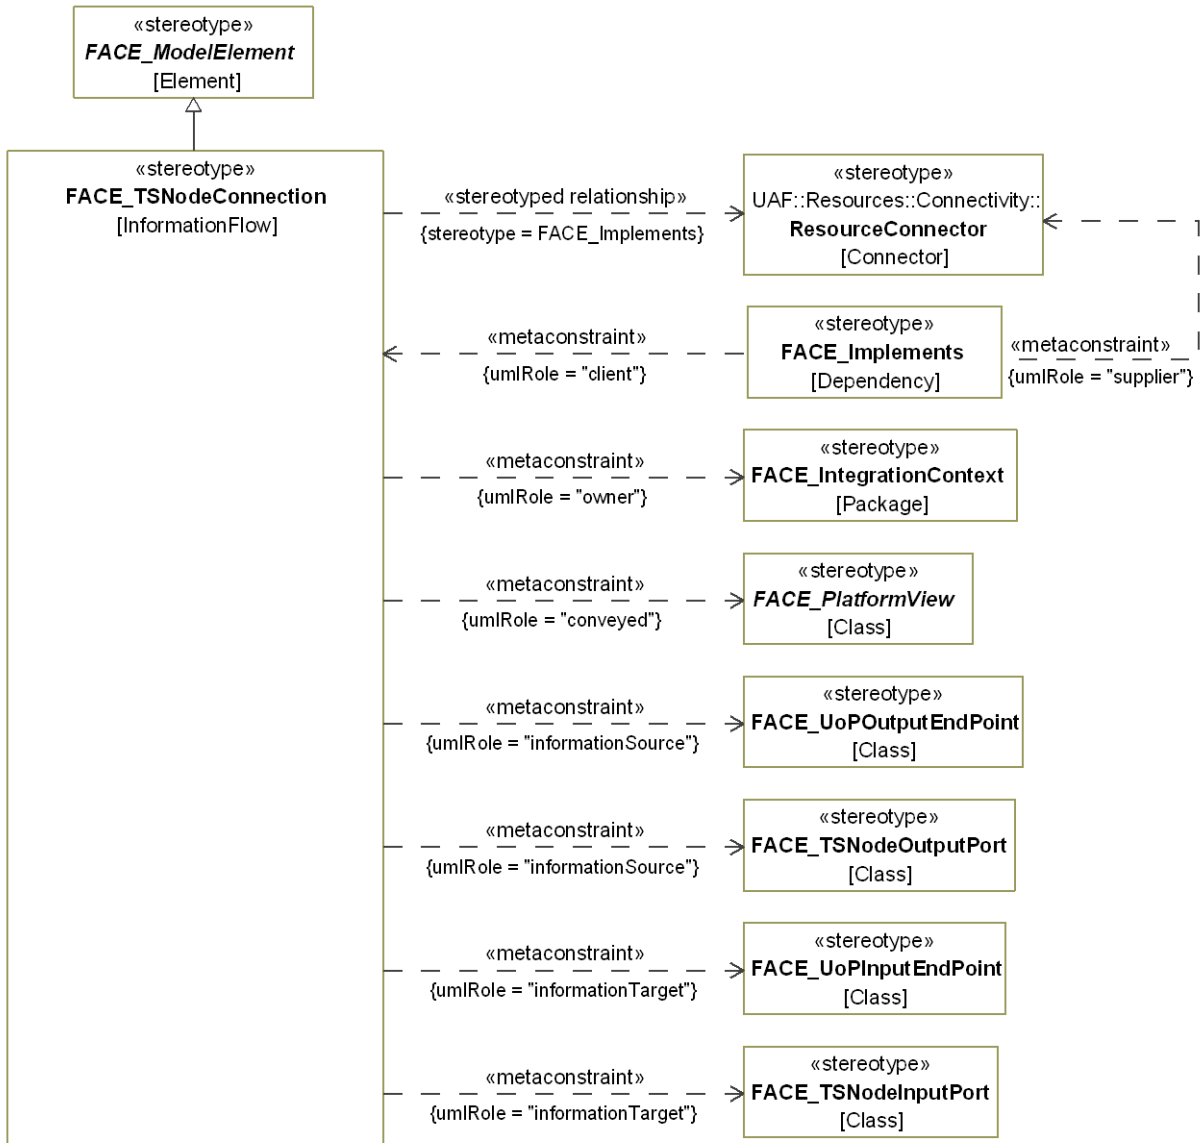 «stereotype»
FACE_ModelElement
[Element]
«stereotype»
FACE_TSNodeConnection
[InformationFlow]
«stereotyped relationship»
{stereotype = FACE_Implements}
«stereotype»
UAF::Resources::Connectivity::
ResourceConnector
[Connector]
«metaconstraint»
{umlRole = "client"}
«stereotype»
FACE_Implements
[Dependency]
«metaconstraint»
{umlRole = "supplier"}
«metaconstraint»
{umlRole = "owner"}
«stereotype»
FACE_IntegrationContext
[Package]
«metaconstraint»
{umlRole = "conveyed"}
«stereotype»
FACE_PlatformView
[Class]
«metaconstraint»
{umlRole = "informationSource"}
«stereotype»
FACE_UoPOutputEndPoint
[Class]
«metaconstraint»
{umlRole = "informationSource"}
«stereotype»
FACE_TSNodeOutputPort
[Class]
«metaconstraint»
{umlRole = "informationTarget"}
«stereotype»
FACE_UoPInputEndPoint
[Class]
«metaconstraint»
{umlRole = "informationTarget"}
«stereotype»
FACE_TSNodeInputPort
[Class]